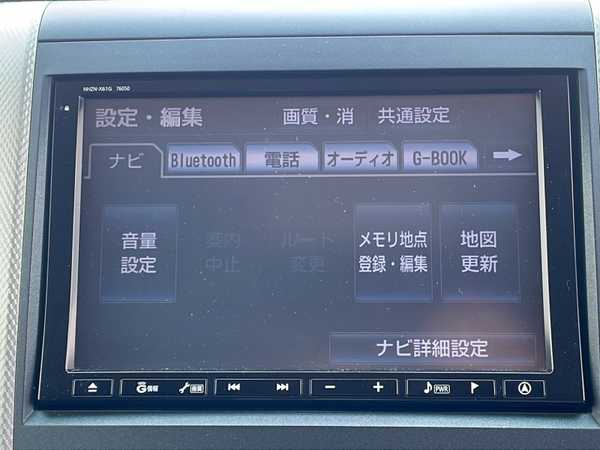 NHZN-X61G 76050
設定・編集 画質・消 共通設定
ナビ Bluetooth 電話 オーディオ G-BOOK
音量 案内 ルート メモリ地点 地図
設定 中止 変更 登録・編集 更新
ナビ詳細設定
G情報 画面 PWR